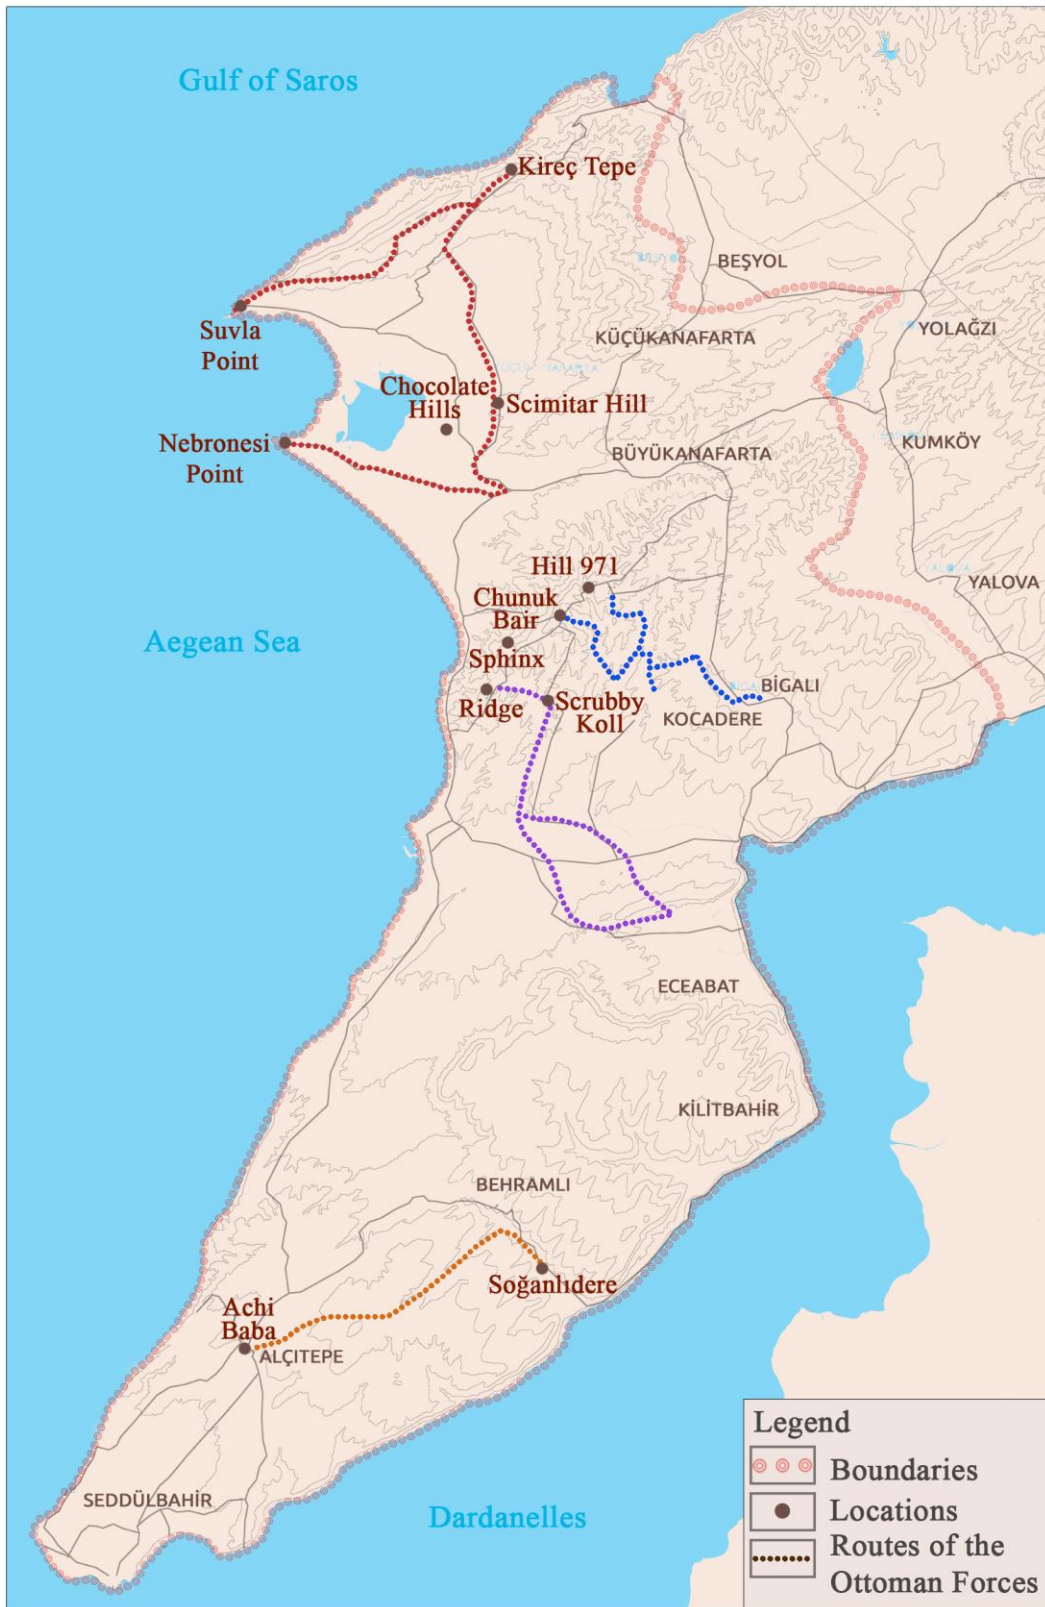 Gulf of Saros
Kireç Tepe
BEŞYOL
Suvla
Point
YOLAĞZI
KÜÇÜKANAFARTA
Chocolate
Hills
Scimitar Hill
Nebronesi
Point
KUMKÖY
BÜYÜKANAFARTA
Hill 971
YALOVA
Chunuk
Bair
Aegean Sea
Sphinx
BİGALI
Ridge
Scrubby
Koll
KOCADERE
ECEABAT
KİLİTBAHİR
BEHRAMLI
Soğanlıdere
Achi
Baba
ALÇITEPE
SEDDÜLBAHİR
Dardanelles
Legend
Boundaries
Locations
Routes of the
Ottoman Forces